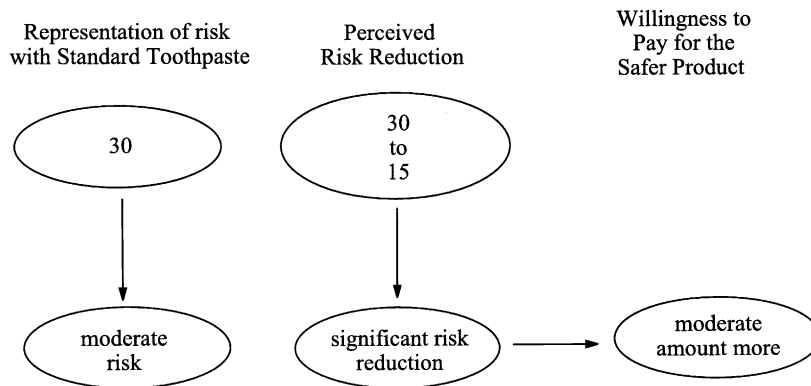 Representation of risk
with Standard Toothpaste
Perceived
Risk Reduction
Willingness to
Pay for the
Safer Product
30
30
to
15
moderate
risk
significant risk
reduction
moderate
amount more